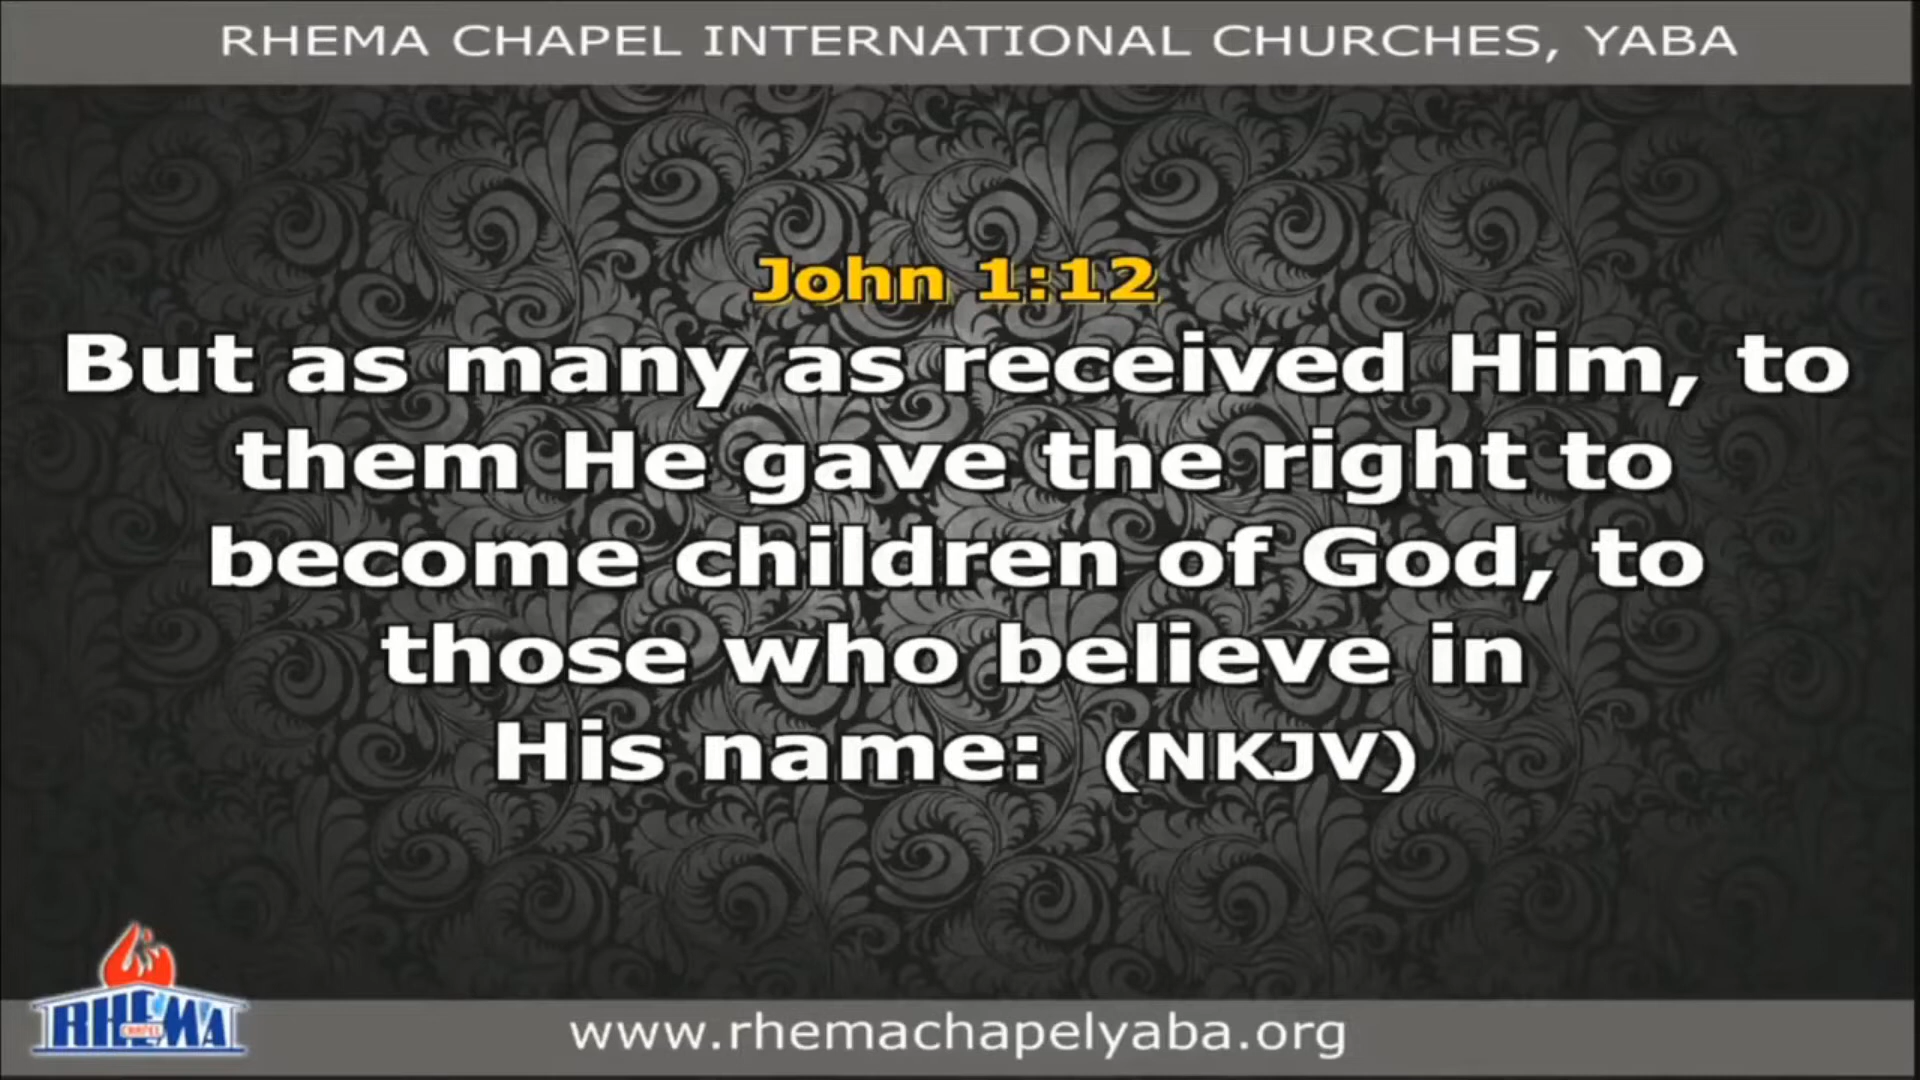 RHEMA CHAPEL INTERNATIONAL CHURCHES, YABA
John 1:12
But as many as received Him, to
them He gave the right to
become children of God, to
those who believe in
His name: (NKJV)
RHEMA
CHAPEL
www.rhemachapelyaba.org